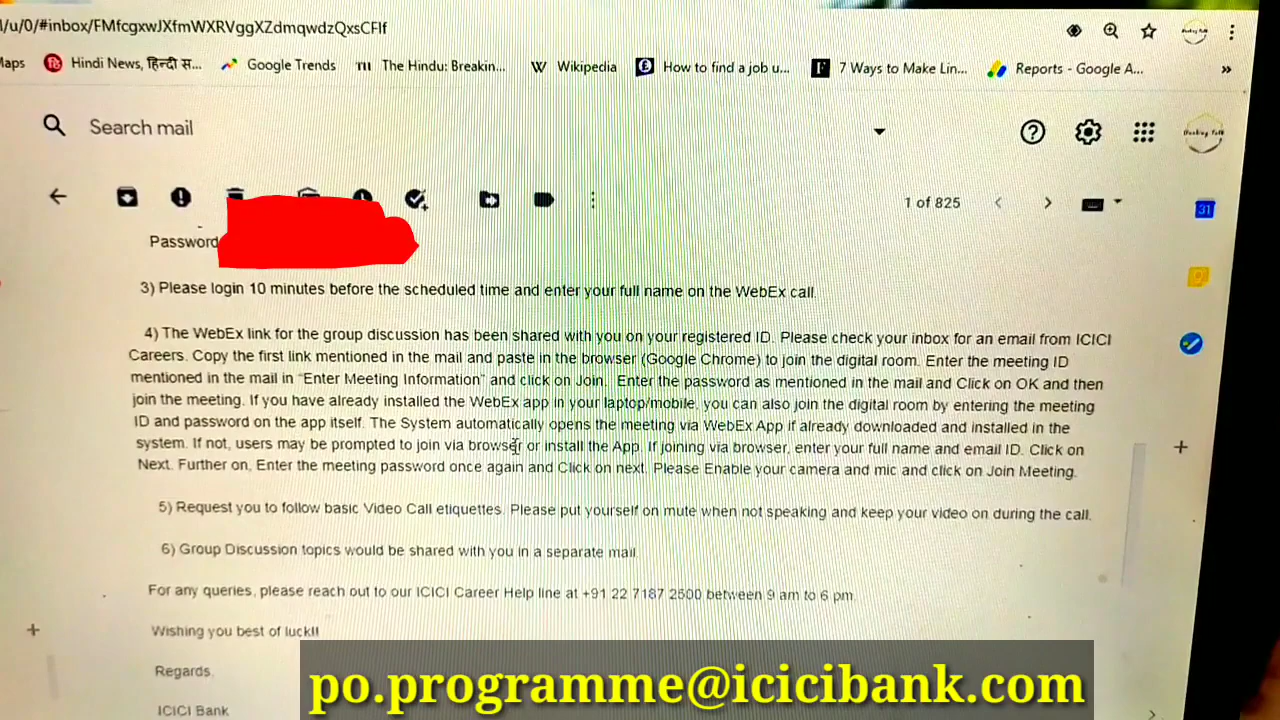 l/u/0/#inbox/FMfcgxwJXfmWXRVggXZdmqwdzQxsCFlf
aps Hindi News, हिन्दी स... Google Trends TH The Hindu: Breakin... W Wikipedia How to find a job u... F 7 Ways to Make Lin... Reports - Google A... »
Search mail
1 of 825
31
Password
3) Please login 10 minutes before the scheduled time and enter your full name on the WebEx call.
4) The WebEx link for the group discussion has been shared with you on your registered ID. Please check your inbox for an email from ICICI
Careers. Copy the first link mentioned in the mail and paste in the browser (Google Chrome) to join the digital room. Enter the meeting ID
mentioned in the mail in “Enter Meeting Information” and click on Join. Enter the password as mentioned in the mail and Click on OK and then
join the meeting. If you have already installed the WebEx app in your laptop/mobile, you can also join the digital room by entering the meeting
ID and password on the app itself. The System automatically opens the meeting via WebEx App if already downloaded and installed in the
system. If not, users may be prompted to join via browser or install the App. If joining via browser, enter your full name and email ID. Click on
Next. Further on, Enter the meeting password once again and Click on next. Please Enable your camera and mic and click on Join Meeting.
5) Request you to follow basic Video Call etiquettes. Please put yourself on mute when not speaking and keep your video on during the call.
6) Group Discussion topics would be shared with you in a separate mail.
For any queries, please reach out to our ICICI Career Help line at +91 22 7187 2500 between 9 am to 6 pm.
Wishing you best of luck!!
Regards,
ICICI Bank
po.programme@icicibank.com